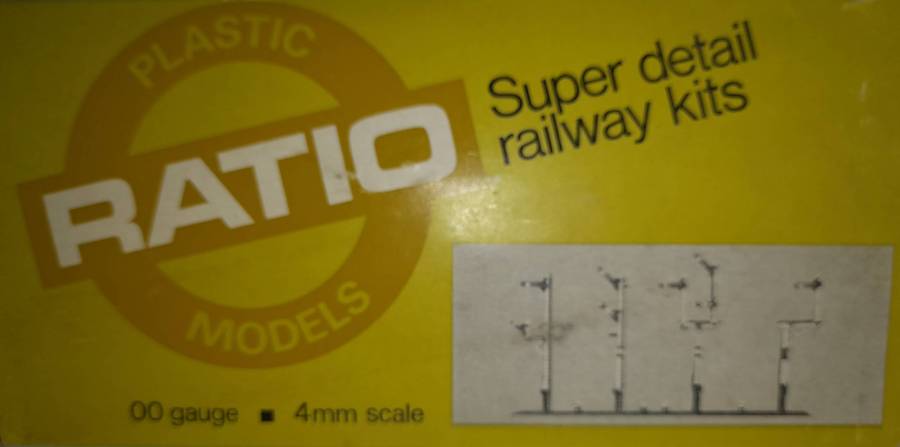 PLASTIC
RATIO
MODELS
Super detail
railway kits
00 gauge ■ 4mm scale